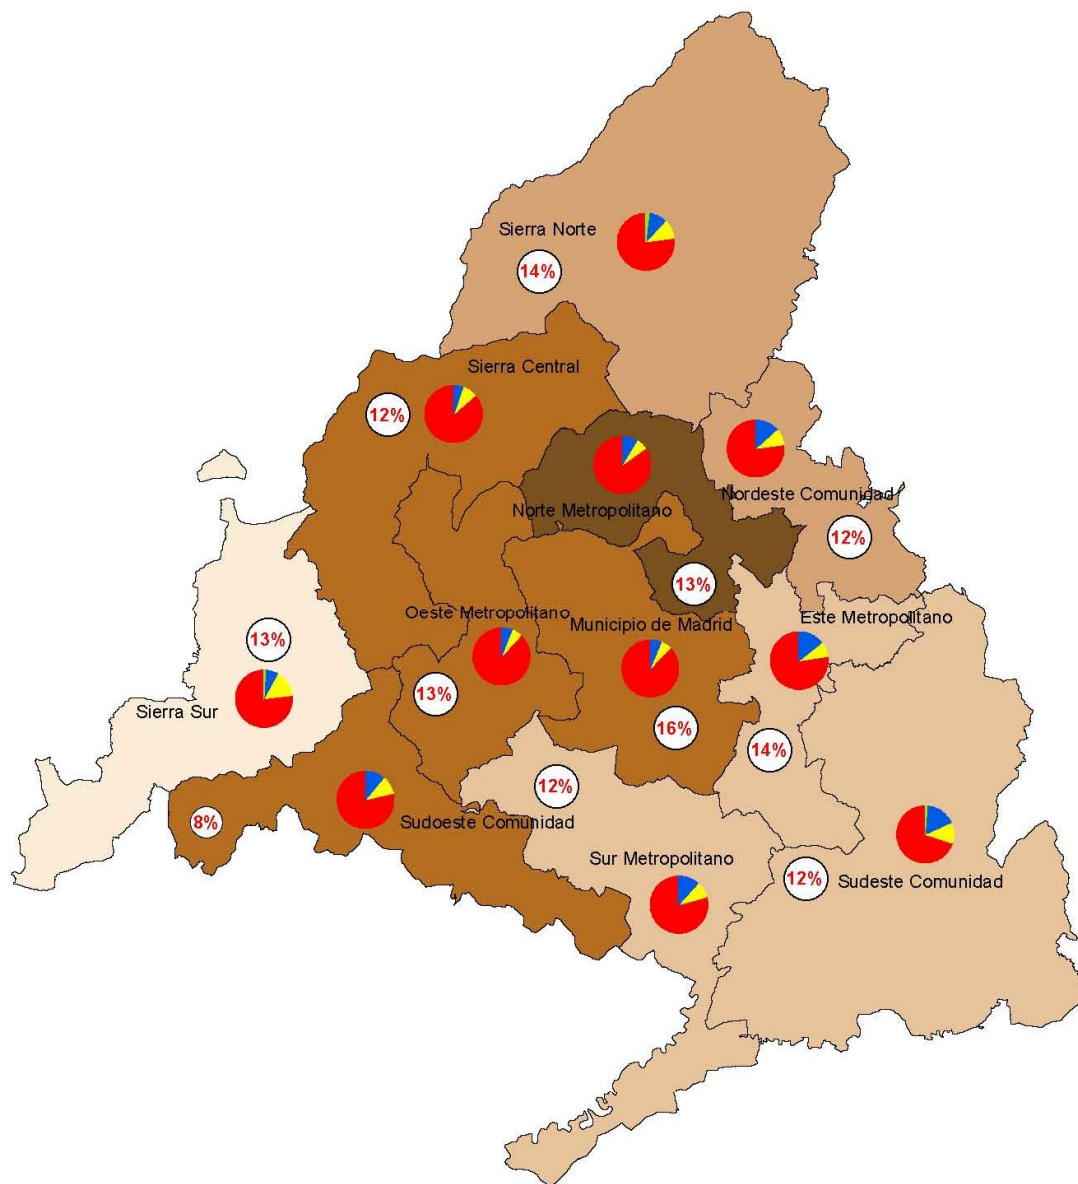 Sierra Norte
14%
Sierra Central
12%
Nordeste Comunidad
Norte Metropolitano
12%
13%
Oeste Metropolitano
Municipio de Madrid
Este Metropolitano
13%
13%
Sierra Sur
16%
14%
12%
8%
Sudoeste Comunidad
Sur Metropolitano
12%
Sudeste Comunidad